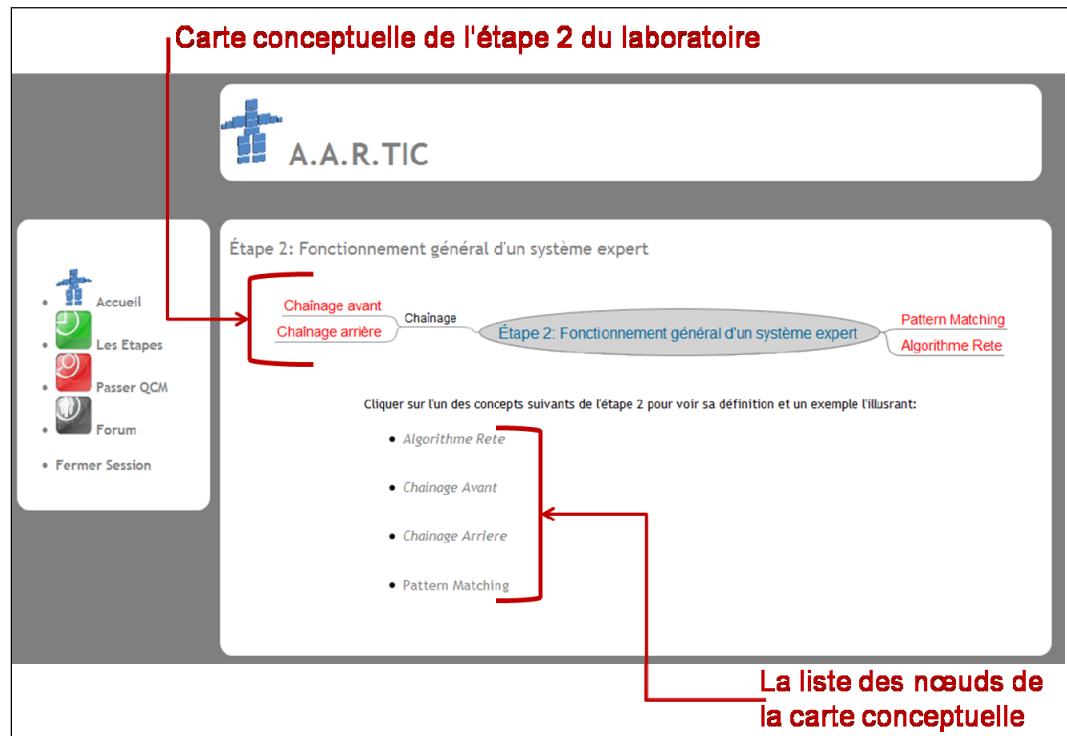 Carte conceptuelle de l'étape 2 du laboratoire
A.A.R.TIC
Accueil
Les Etapes
Passer QCM
Forum
Fermer Session
Étape 2: Fonctionnement général d'un système expert
Chaînage avant
Chaînage arrière
Chaînage
Étape 2: Fonctionnement général d'un système expert
Pattern Matching
Algorithme Rete
Cliquer sur l'un des concepts suivants de l'étape 2 pour voir sa définition et un exemple l'illusrant:
Algorithme Rete
Chainage Avant
Chainage Arriere
Pattern Matching
La liste des nœuds de
la carte conceptuelle